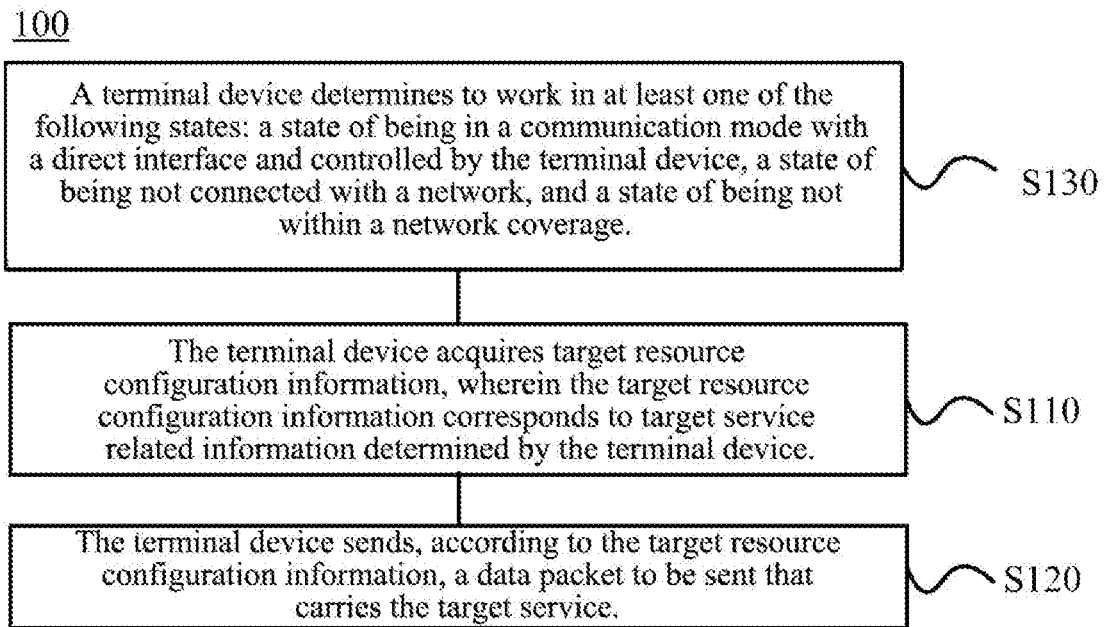 100
A terminal device determines to work in at least one of the
following states: a state of being in a communication mode with
a direct interface and controlled by the terminal device, a state of
being not connected with a network, and a state of being not
within a network coverage.
S130
The terminal device acquires target resource
configuration information, wherein the target resource
configuration information corresponds to target service
related information determined by the terminal device.
S110
The terminal device sends, according to the target resource
configuration information, a data packet to be sent that
carries the target service.
S120